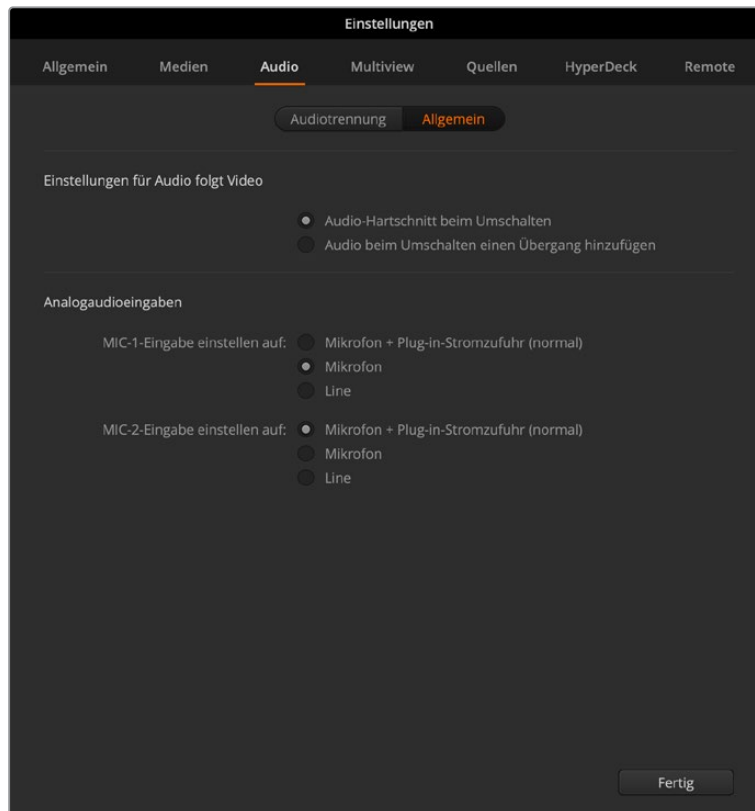 Einstellungen
Allgemein Medien Audio Multiview Quellen HyperDeck Remote
Audiotrennung Allgemein
Einstellungen für Audio folgt Video
Audio-Hartschnitt beim Umschalten
Audio beim Umschalten einen Übergang hinzufügen
Analogaudioeingaben
MIC-1-Eingabe einstellen auf: Mikrofon + Plug-in-Stromzufuhr (normal)
Mikrofon
Line
MIC-2-Eingabe einstellen auf: Mikrofon + Plug-in-Stromzufuhr (normal)
Mikrofon
Line
Fertig